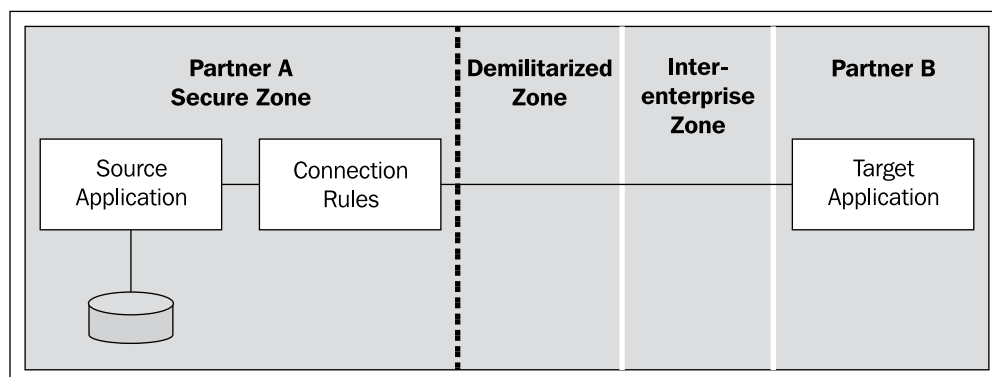 Partner A
Secure Zone
Demilitarized
Zone
Inter-
enterprise
Zone
Partner B
Source
Application
Connection
Rules
Target
Application